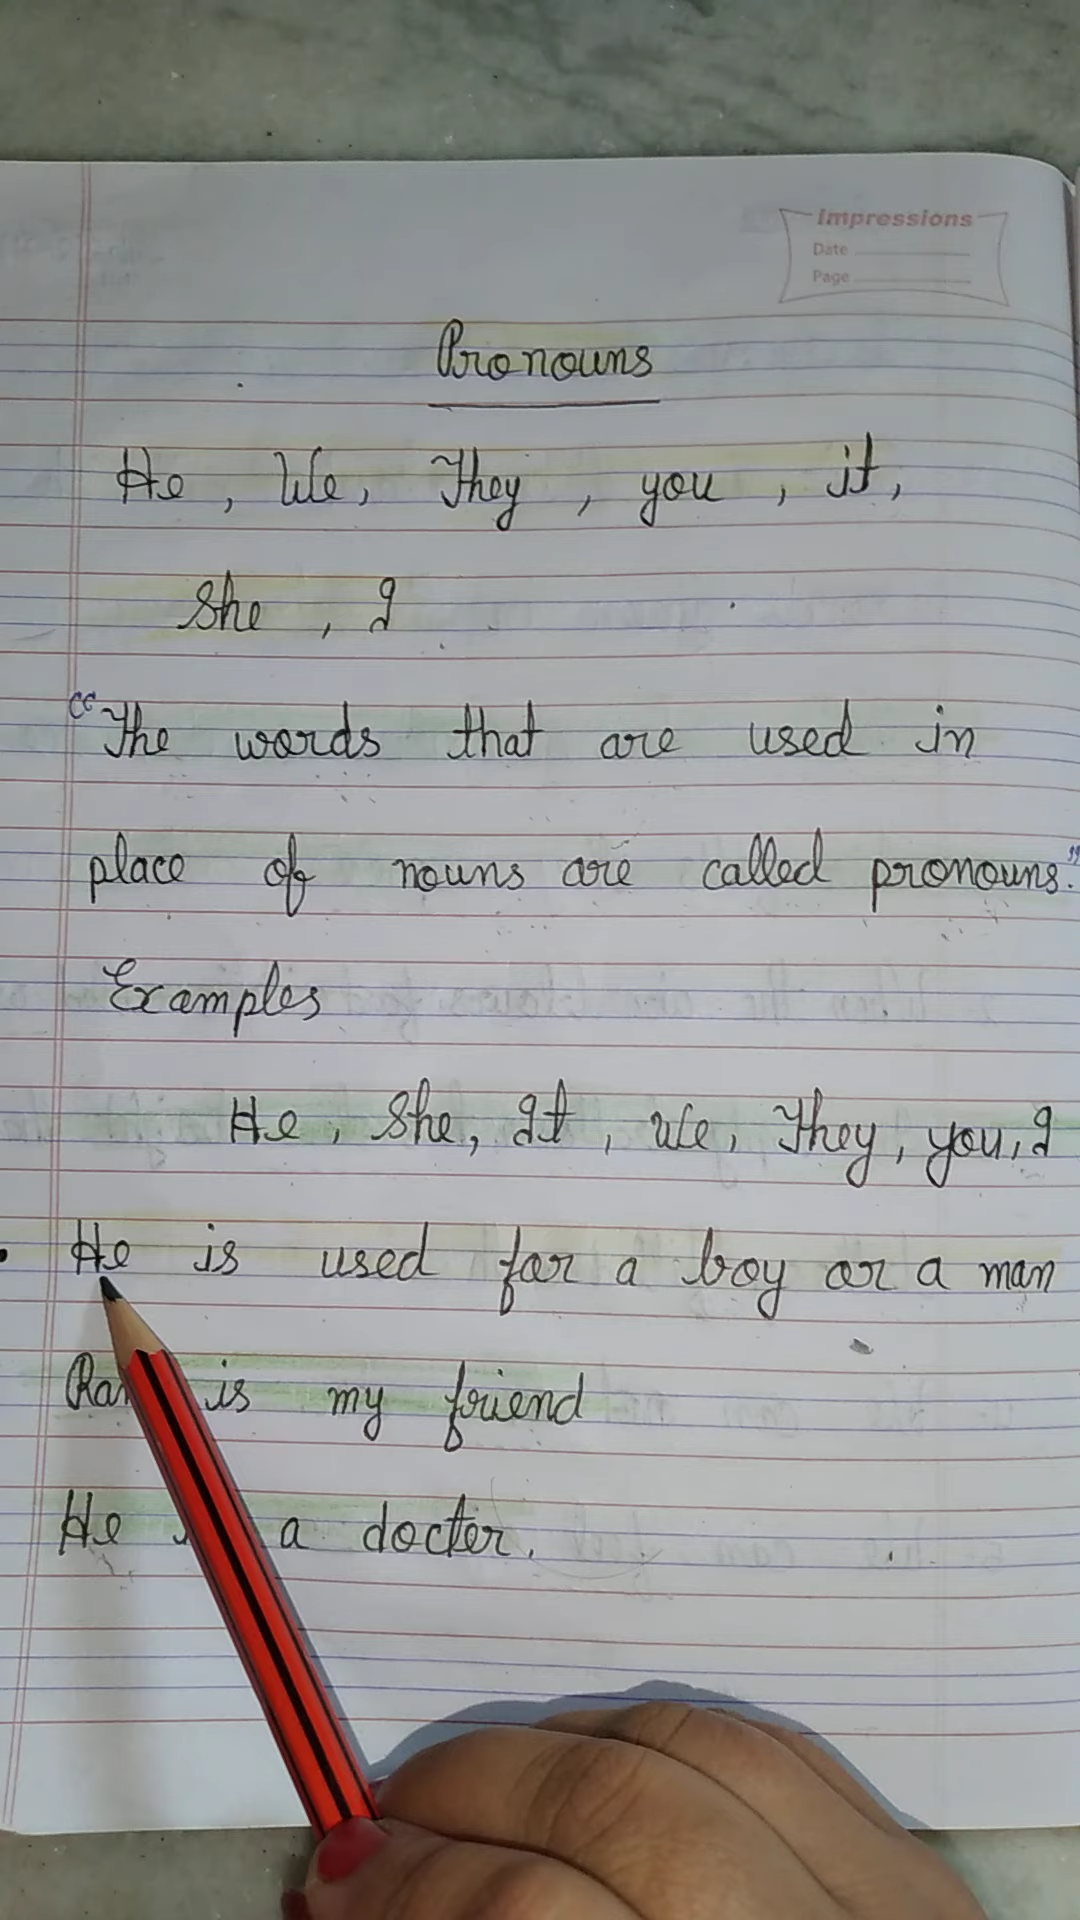 Impressions
Date
Page
Pronouns
He, We, They, you, it,
She, I
"The words that are used in
place of nouns are called pronouns."
Examples
He, She, It, We, They, you, I
He is used for a boy or a man
is my friend
He a docter.